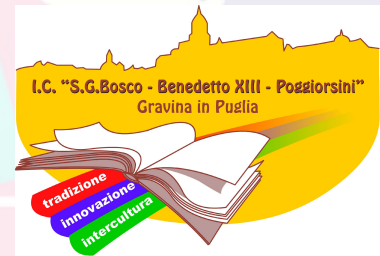 I.C. "S.G.Bosco - Benedetto XIII - Poggiorsini"
Gravina in Puglia
tradizione
innovazione
intercultura